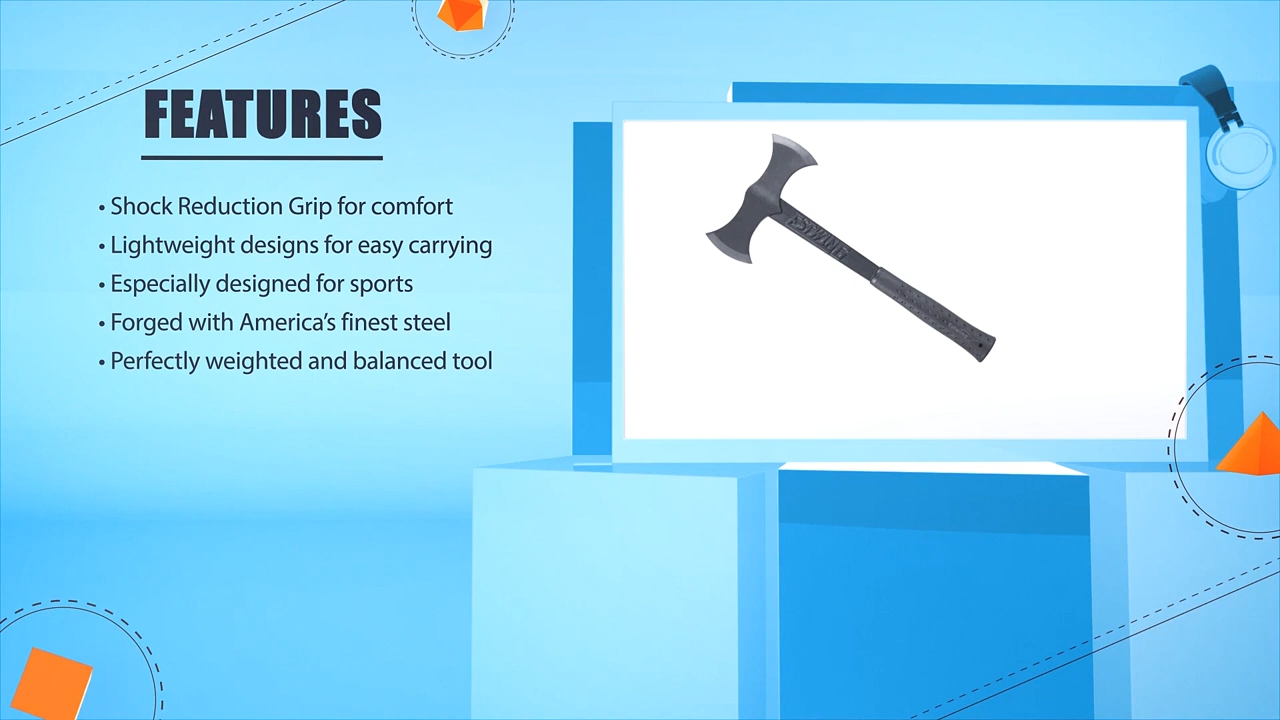 FEATURES
• Shock Reduction Grip for comfort
• Lightweight designs for easy carrying
• Especially designed for sports
• Forged with America’s finest steel
• Perfectly weighted and balanced tool
ESTWING